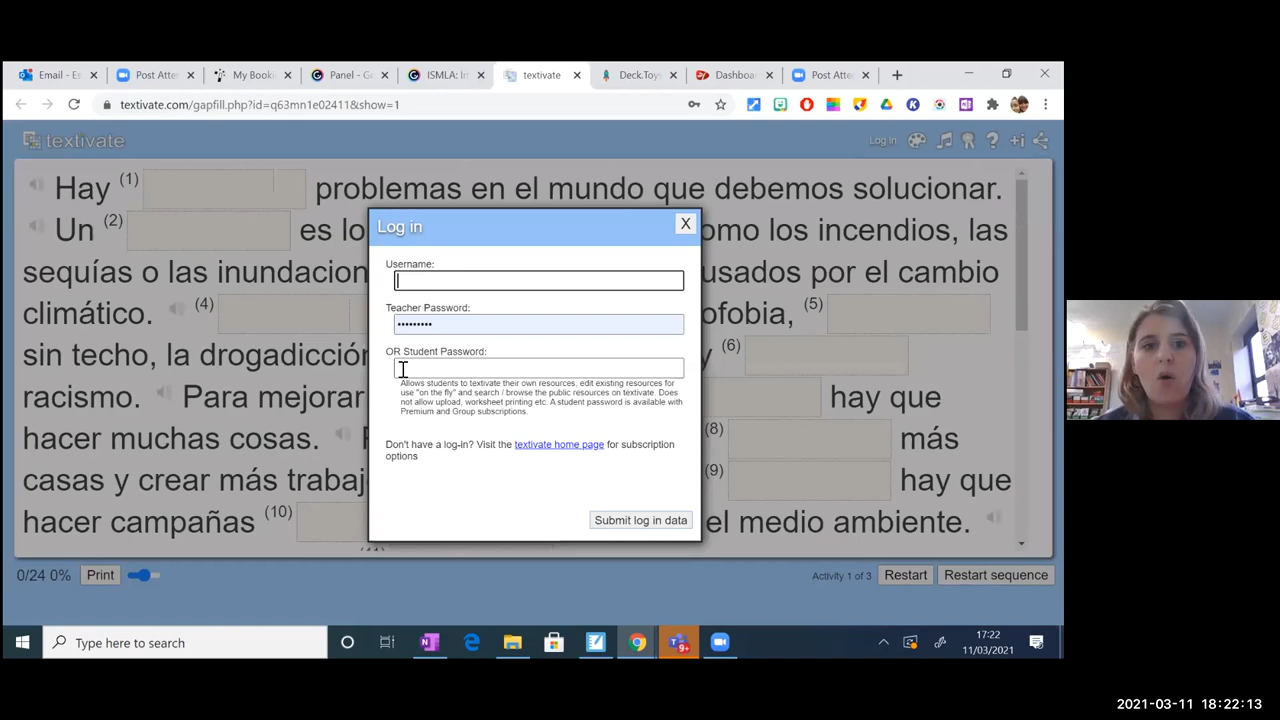 Email - Es
Post Atter
My Booki
Panel - Go
ISMLA: In
textivate
Deck.Toys
Dashboa
Post Atter
textivate.com/gapfill.php?id=q63mn1e02411&show=1
textivate
Log in
Hay (1) problemas en el mundo que debemos solucionar.
Un (2) es lo omo los incendios, las
sequías o las inundacion usados por el cambio
climático. (4) ofobia, (5)
sin techo, la drogadicción y (6)
racismo. Para mejorar hay que
hacer muchas cosas. (8) más
casas y crear más trabaj (9) hay que
hacer campañas (10) el medio ambiente.
Log in
X
Username:
Teacher Password:
•••••••••
OR Student Password:
Allows students to textivate their own resources, edit existing resources for
use "on the fly" and search / browse the public resources on textivate. Does
not allow upload, worksheet printing etc. A student password is available with
Premium and Group subscriptions.
Don't have a log-in? Visit the textivate home page for subscription
options
Submit log in data
0/24 0%
Print
Activity 1 of 3
Restart
Restart sequence
Type here to search
9+
17:22
11/03/2021
2021-03-11 18:22:13